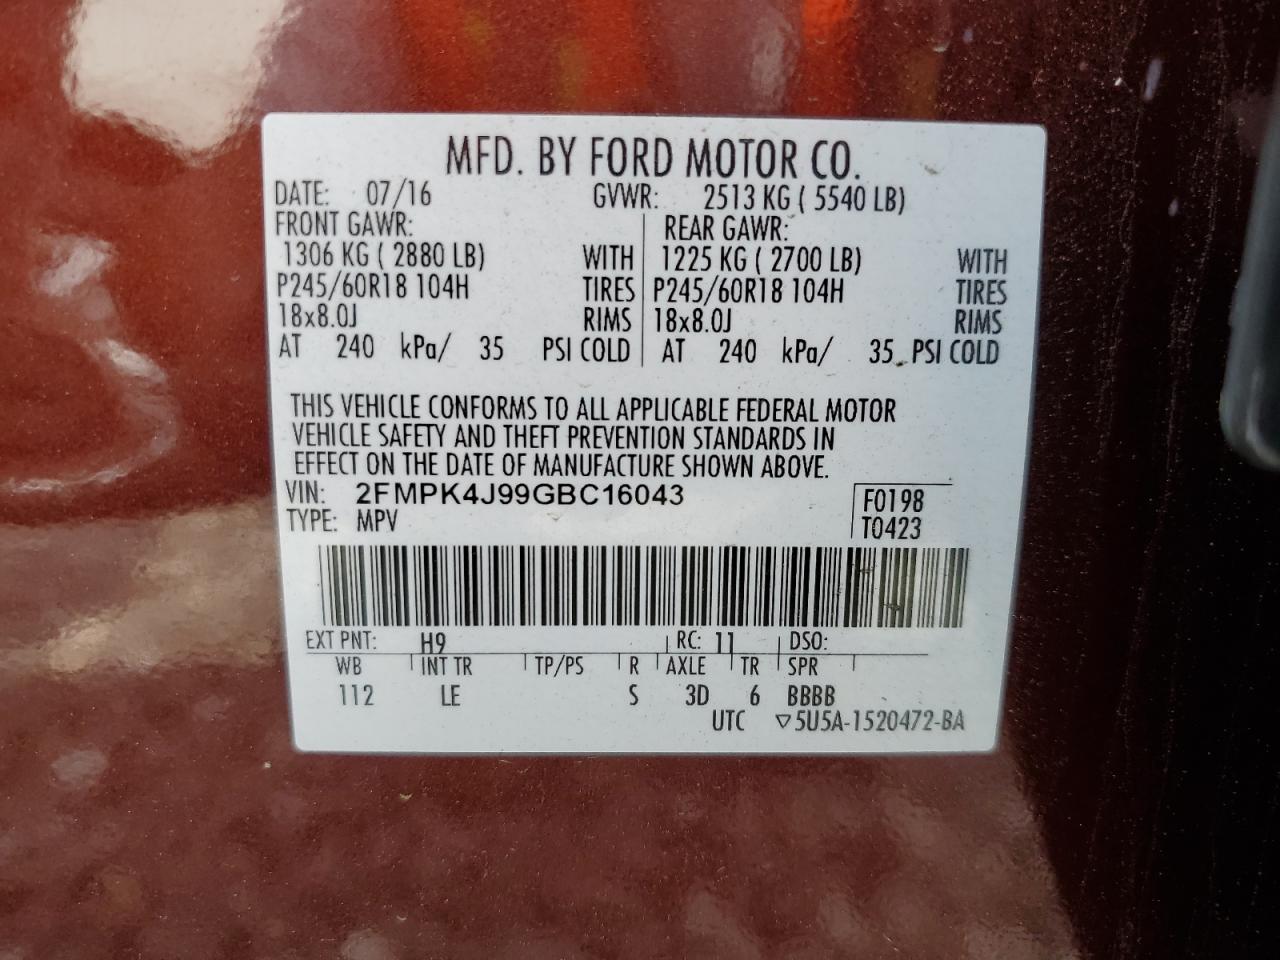 MFD. BY FORD MOTOR CO.
DATE: 07/16 GVWR: 2513 KG ( 5540 LB)
FRONT GAWR: REAR GAWR:
1306 KG ( 2880 LB) WITH 1225 KG ( 2700 LB) WITH
P245/60R18 104H TIRES P245/60R18 104H TIRES
18x8.0J RIMS 18x8.0J RIMS
AT 240 kPa/ 35 PSI COLD AT 240 kPa/ 35 PSI COLD
THIS VEHICLE CONFORMS TO ALL APPLICABLE FEDERAL MOTOR
VEHICLE SAFETY AND THEFT PREVENTION STANDARDS IN
EFFECT ON THE DATE OF MANUFACTURE SHOWN ABOVE.
VIN: 2FMPK4J99GBC16043 F0198
TYPE: MPV T0423
EXT PNT: H9 RC: 11 DSO:
WB INT TR TP/PS R AXLE TR SPR
112 LE S 3D 6 BBBB
UTC ▽5U5A-1520472-BA